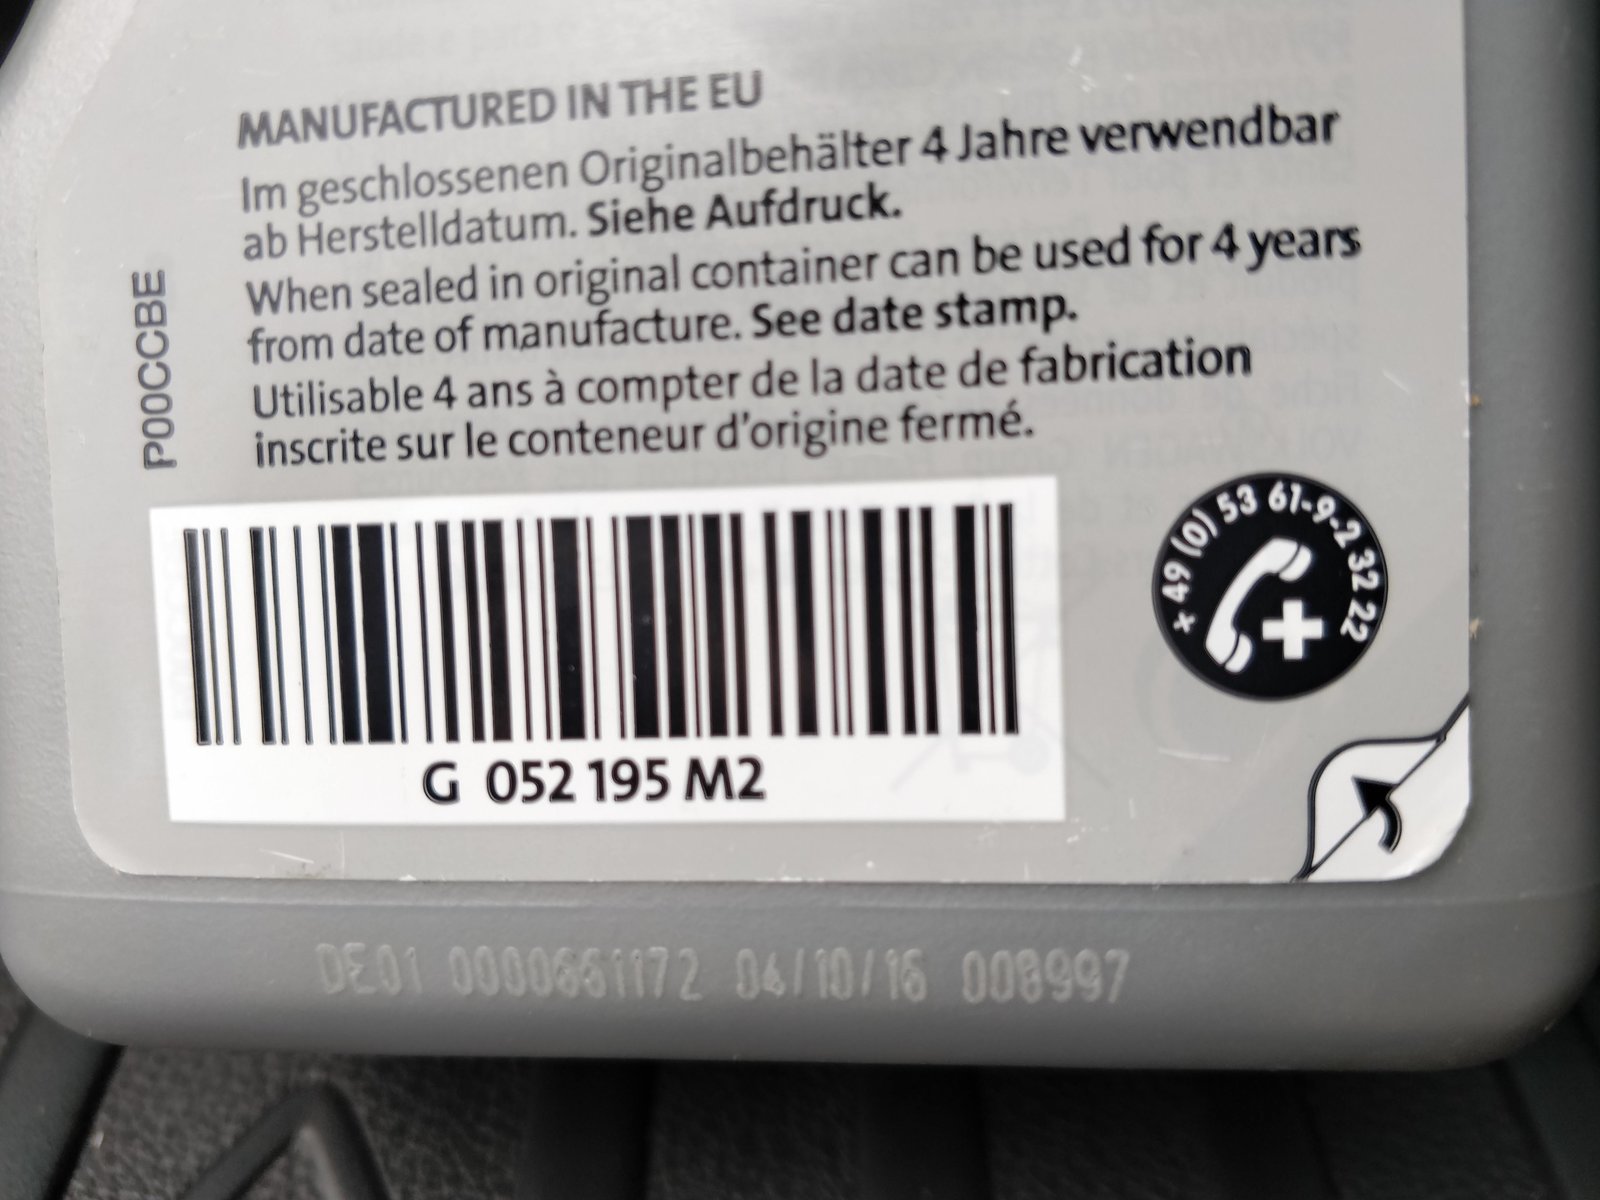 MANUFACTURED IN THE EU
Im geschlossenen Originalbehälter 4 Jahre verwendbar
ab Herstelldatum. Siehe Aufdruck.
When sealed in original container can be used for 4 years
from date of manufacture. See date stamp.
Utilisable 4 ans à compter de la date de fabrication
inscrite sur le conteneur d'origine fermé.
P00CCBE
+ 49 (0) 53 61-9-2 32 22
G 052 195 M2
DE01 0000661172 04/10/16 008997